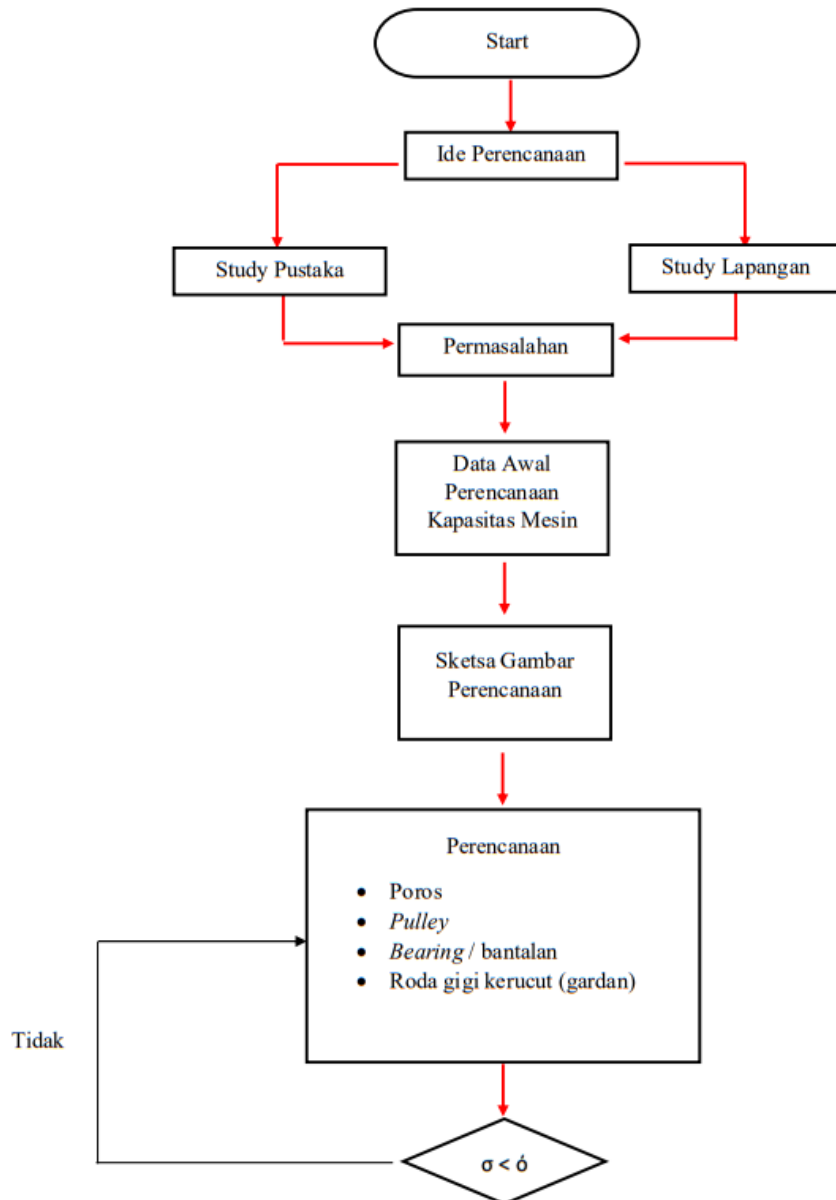 Start
Ide Perencanaan
Study Pustaka
Study Lapangan
Permasalahan
Data Awal
Perencanaan
Kapasitas Mesin
Sketsa Gambar
Perencanaan
Perencanaan
• Poros
• Pulley
• Bearing / bantalan
• Roda gigi kerucut (gardan)
Tidak
σ < ό